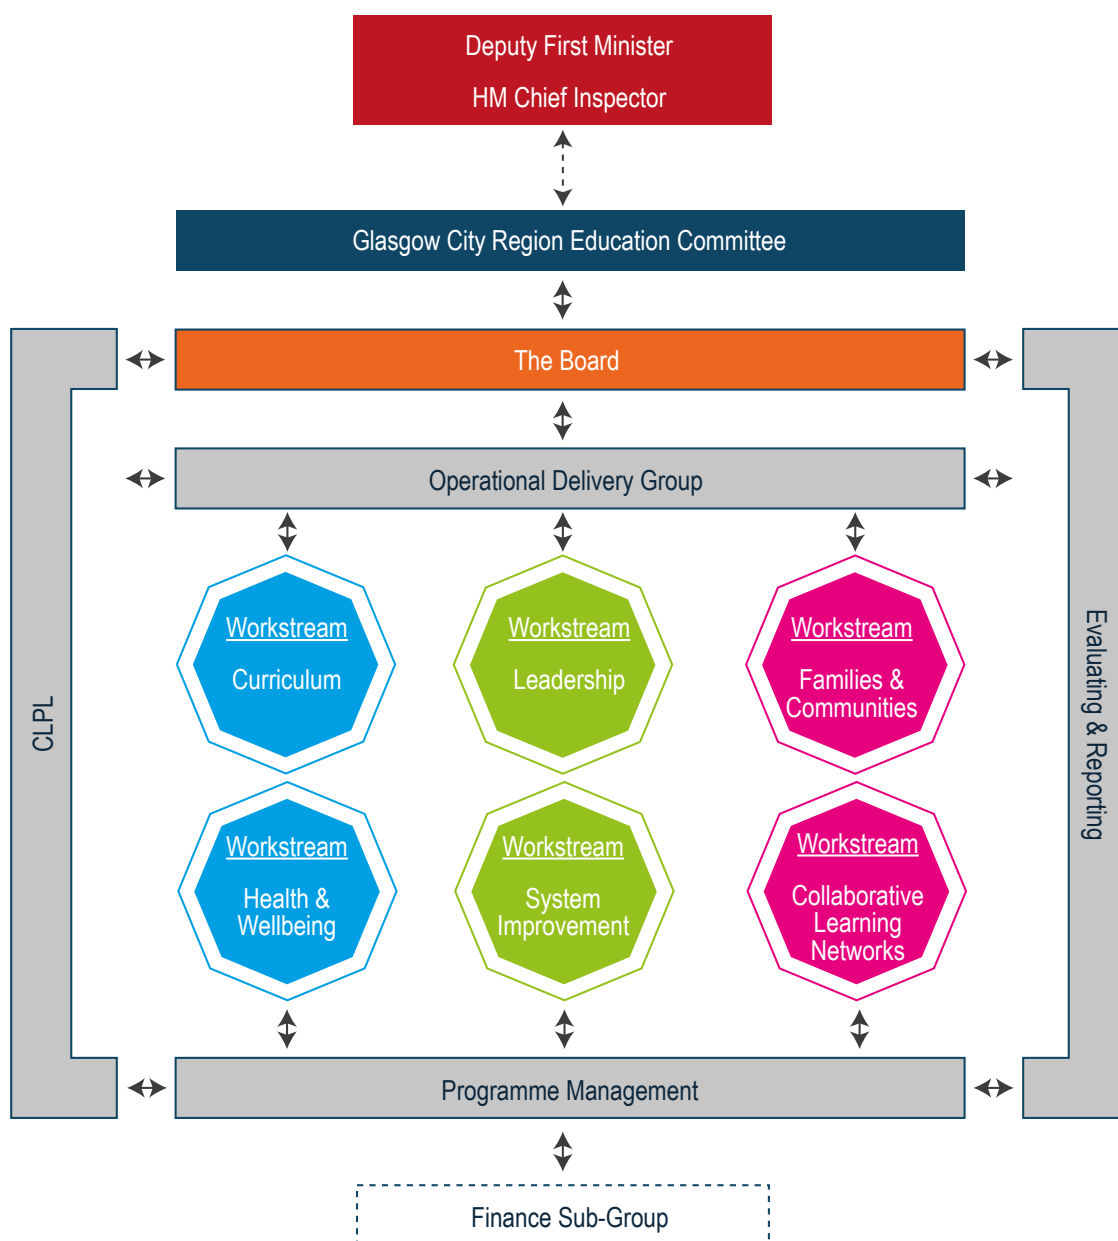 Deputy First Minister
HM Chief Inspector
Glasgow City Region Education Committee
The Board
Operational Delivery Group
Workstream
Curriculum
Workstream
Leadership
Workstream
Families &
Communities
CLPL
Evaluating & Reporting
Workstream
Health &
Wellbeing
Workstream
System
Improvement
Workstream
Collaborative
Learning
Networks
Programme Management
Finance Sub-Group